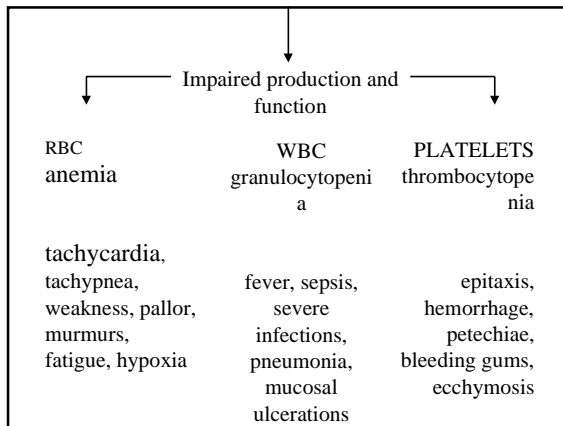 Impaired production and
function
RBC
anemia
tachycardia,
tachypnea,
weakness, pallor,
murmurs,
fatigue, hypoxia
WBC
granulocytopeni
a
fever, sepsis,
severe
infections,
pneumonia,
mucosal
ulcerations
PLATELETS
thrombocytope
nia
epitaxis,
hemorrhage,
petechiae,
bleeding gums,
ecchymosis